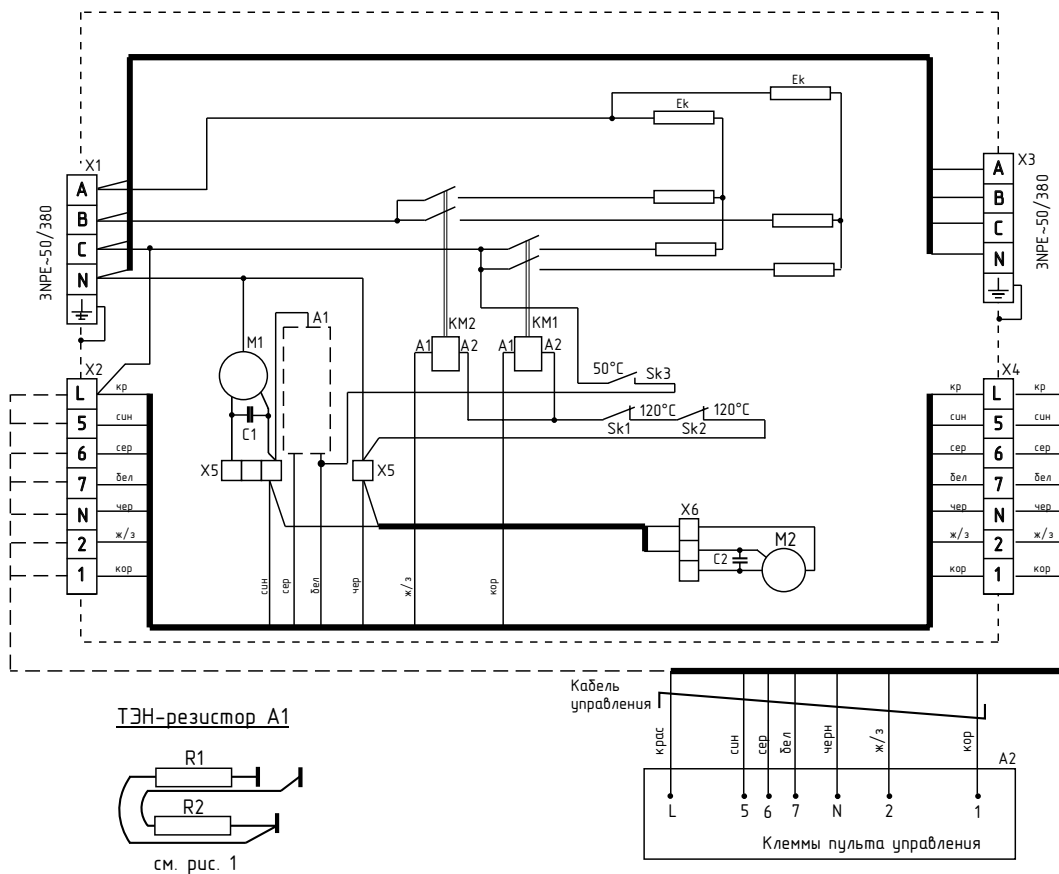 Ek
Ek
X1
A
B
C
N
3NPE~50/380
X3
A
B
C
N
3NPE~50/380
A1
M1
C1
KM2
A1
A2
KM1
A1
A2
50°C
Sk3
120°C
120°C
Sk1
Sk2
X5
X5
X6
C2
M2
X2
L
5
6
7
N
2
1
кр
син
сер
бел
чер
ж/з
кор
син
сер
бел
чер
ж/з
кор
X4
кр
син
сер
бел
чер
ж/з
кор
L
5
6
7
N
2
1
кр
син
сер
бел
чер
ж/з
кор
ТЭН-резистор А1
R1
R2
см. рис. 1
Кабель
управления
крас
син
сер
бел
черн
ж/з
кор
A2
L
5
6
7
N
2
1
Клеммы пульта управления